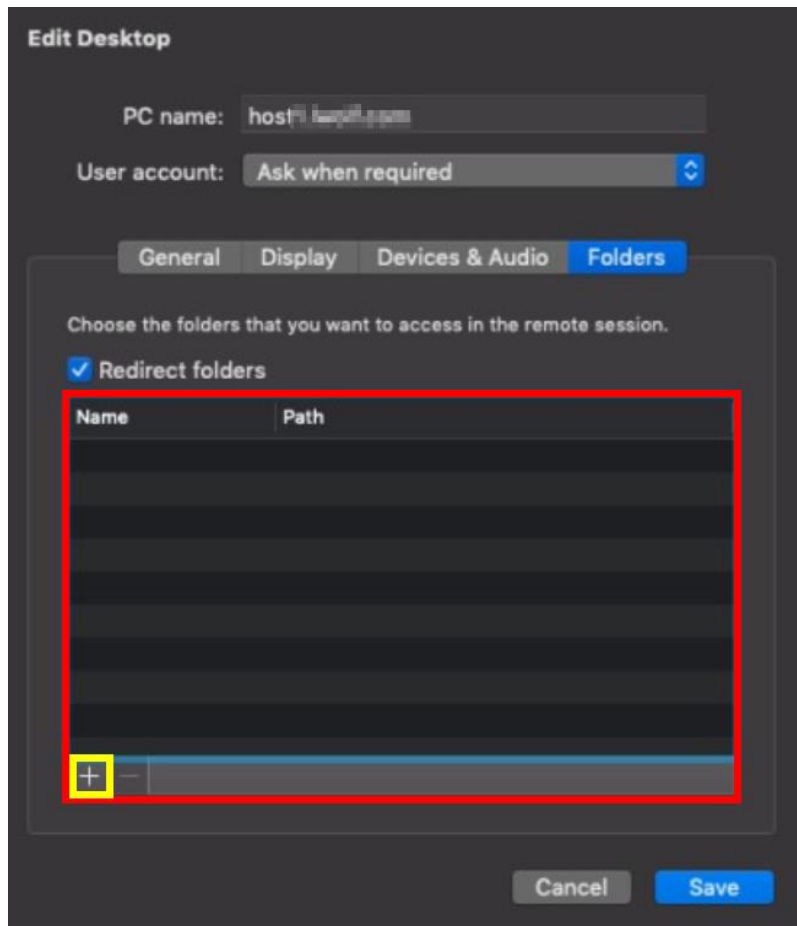 Edit Desktop
PC name: host
User account: Ask when required
General Display Devices & Audio Folders
Choose the folders that you want to access in the remote session.
Redirect folders
Name Path
+ −
Cancel Save